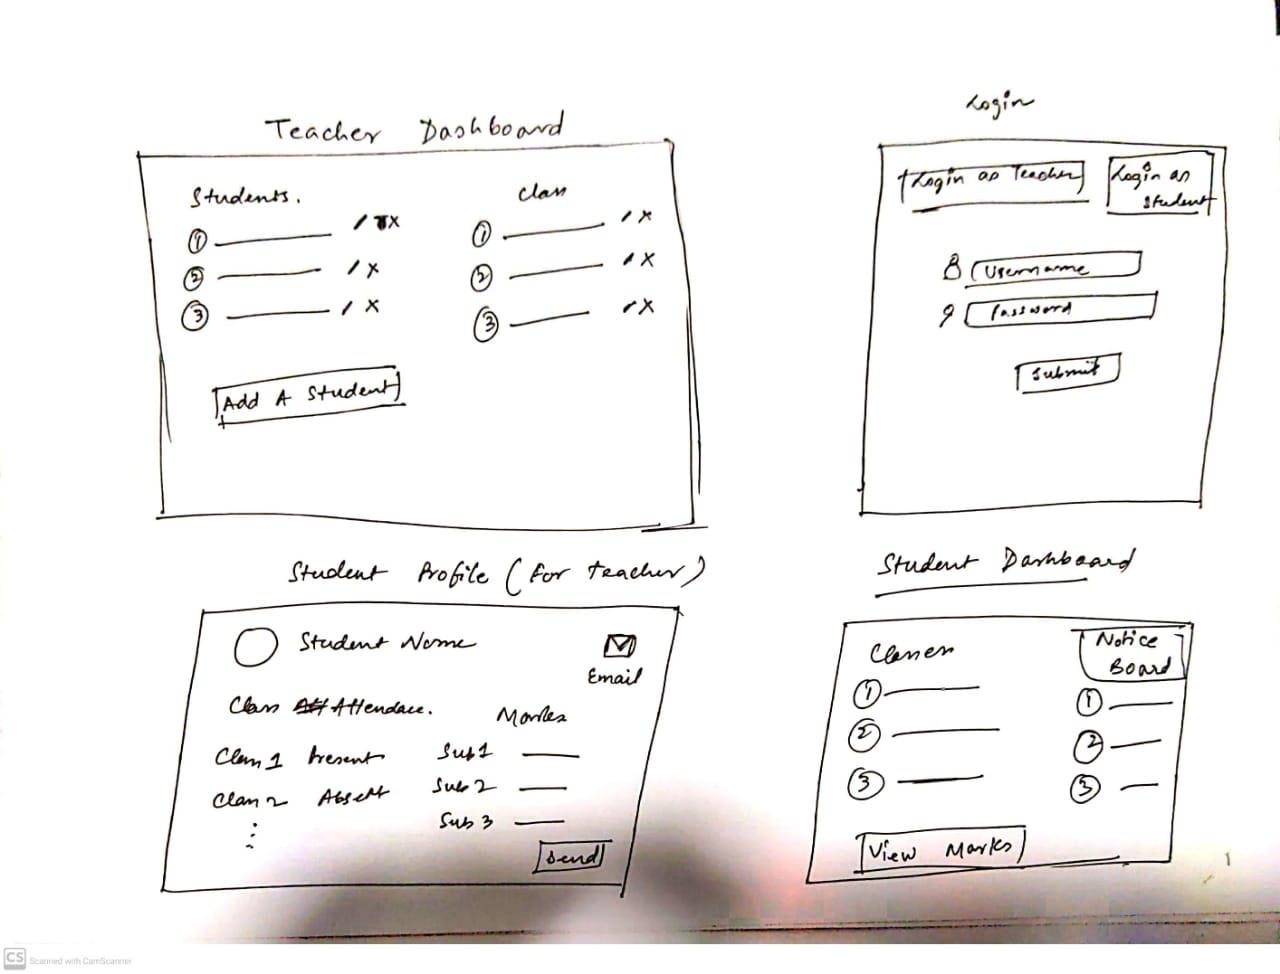 Login
Teacher Dashboard
Students.
① / X
② / X
③ / X
Add A Student
Class
① / X
② / X
③ / X
Login as Teacher
Login as
Student
Username
Password
Submit
Student Profile (For teacher)
Student Name
Email
Class Attendace.
Class 1 Present
Class 2 Absent
Marks
Sub 1
Sub 2
Sub 3
Send
Student Dashboard
Classes
①
②
③
View Marks
Notice
Board
①
②
③
CS Scanned with CamScanner